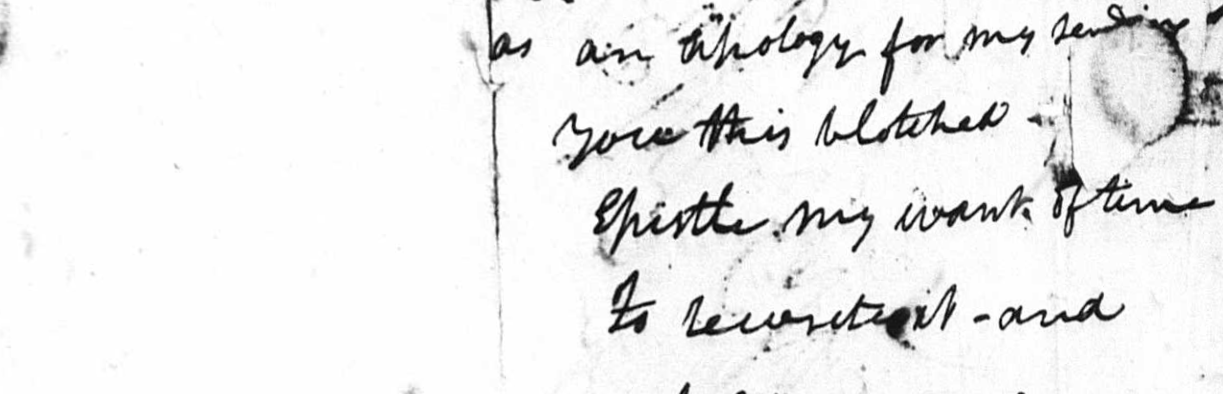 as an apology for my sending
you this blotched -
Epistle my want of time
To rewrite it - and